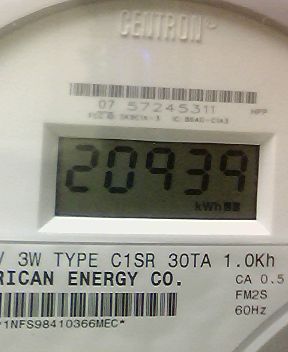 CENTRON®
07 57245311 HPP
20939
kWh
V 3W TYPE C1SR 30TA 1.0Kh
RICAN ENERGY CO. CA 0.5
FM2S
60Hz
*1NFS98410366MEC*